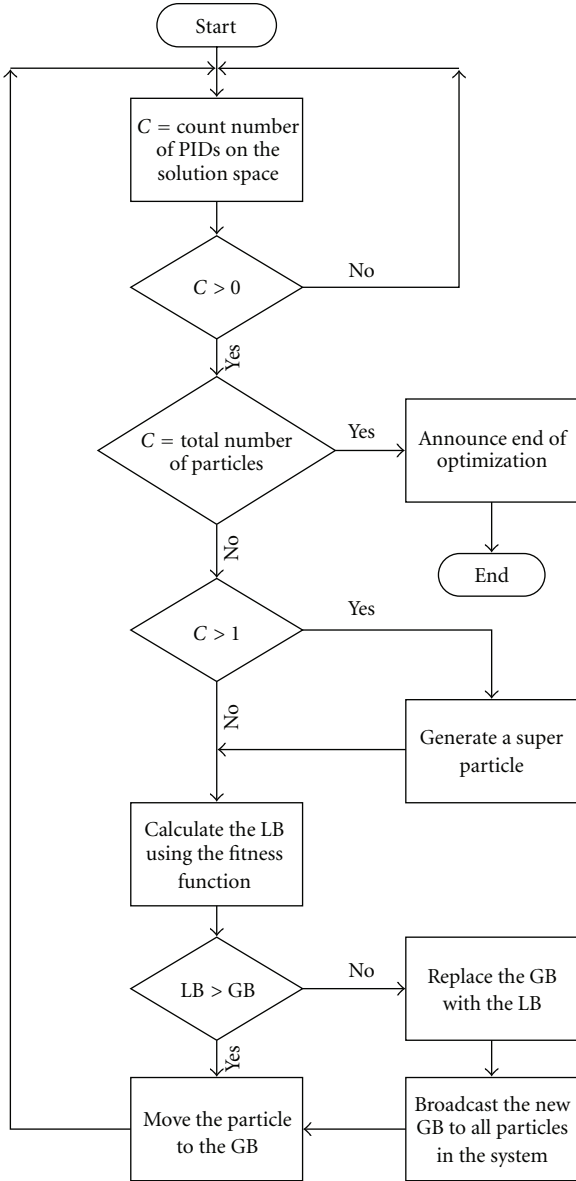 Start
C = count number
of PIDs on the
solution space
C > 0
No
Yes
C = total number
of particles
Yes
Announce end of
optimization
No
End
C > 1
Yes
No
Generate a super
particle
Calculate the LB
using the fitness
function
LB > GB
No
Replace the GB
with the LB
Yes
Move the particle
to the GB
Broadcast the new
GB to all particles
in the system